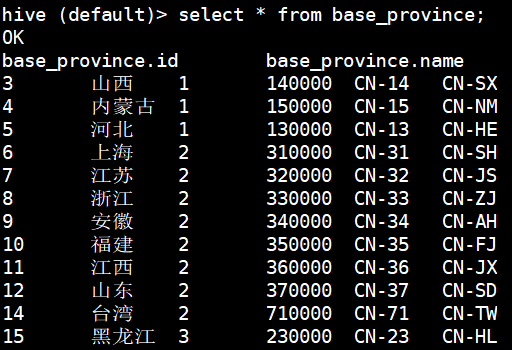 hive (default)> select * from base_province;
OK
base_province.id base_province.name
3 山西 1 140000 CN-14 CN-SX
4 内蒙古 1 150000 CN-15 CN-NM
5 河北 1 130000 CN-13 CN-HE
6 上海 2 310000 CN-31 CN-SH
7 江苏 2 320000 CN-32 CN-JS
8 浙江 2 330000 CN-33 CN-ZJ
9 安徽 2 340000 CN-34 CN-AH
10 福建 2 350000 CN-35 CN-FJ
11 江西 2 360000 CN-36 CN-JX
12 山东 2 370000 CN-37 CN-SD
14 台湾 2 710000 CN-71 CN-TW
15 黑龙江 3 230000 CN-23 CN-HL